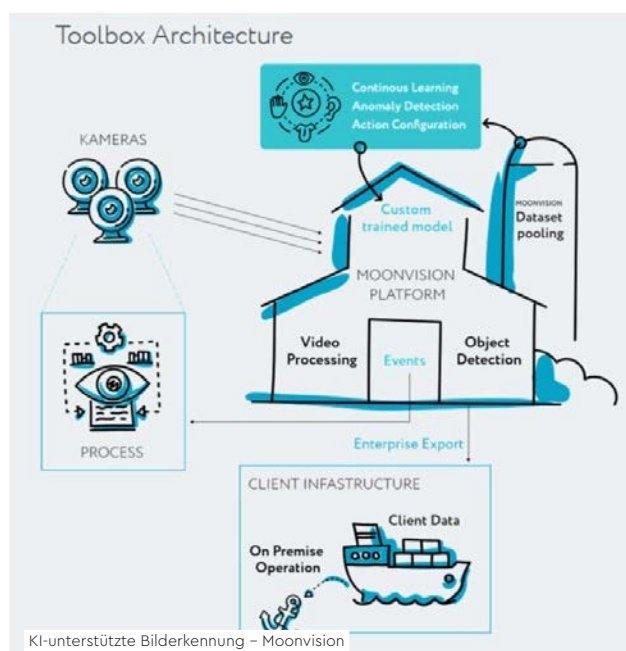 Toolbox Architecture
Continous Learning
Anomaly Detection
Action Configuration
KAMERAS
Custom
trained model
MOONVISION
Dataset
pooling
MOONVISION
PLATFORM
Video
Processing
Events
Object
Detection
PROCESS
Enterprise Export
CLIENT INFASTRUCTURE
Client Data
On Premise
Operation
KI-unterstützte Bilderkennung – Moonvision